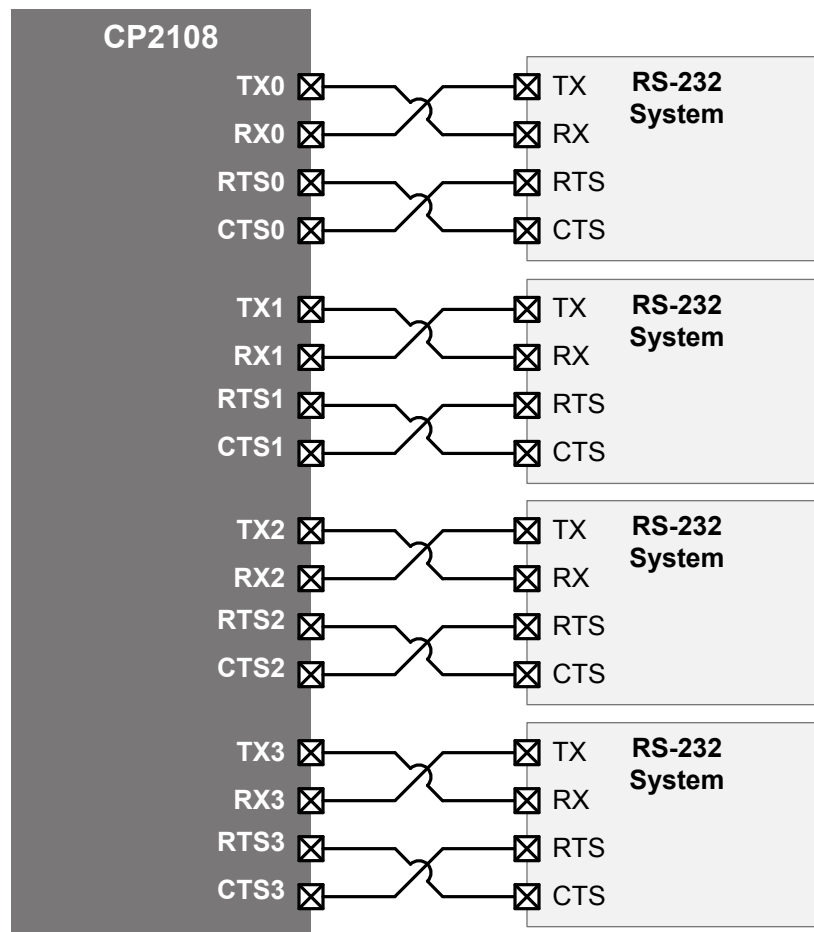 CP2108
TX0
RX0
RTS0
CTS0
TX
RX
RTS
CTS
RS-232
System
TX1
RX1
RTS1
CTS1
TX
RX
RTS
CTS
RS-232
System
TX2
RX2
RTS2
CTS2
TX
RX
RTS
CTS
RS-232
System
TX3
RX3
RTS3
CTS3
TX
RX
RTS
CTS
RS-232
System